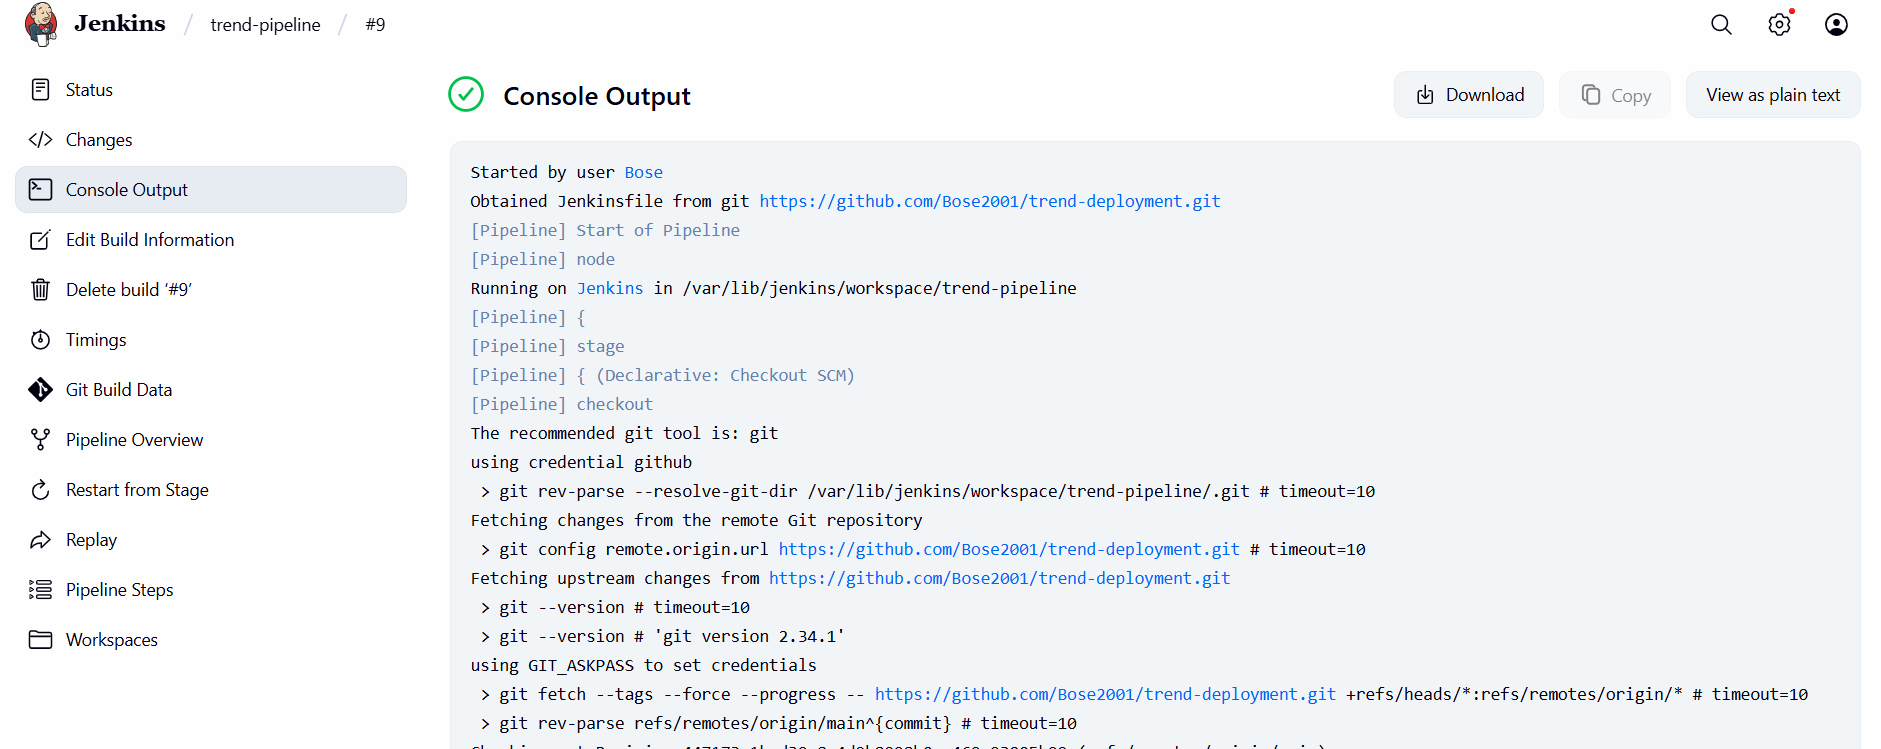 Jenkins / trend-pipeline / #9
Status
Changes
Console Output
Edit Build Information
Delete build ‘#9’
Timings
Git Build Data
Pipeline Overview
Restart from Stage
Replay
Pipeline Steps
Workspaces
Console Output
Download
Copy
View as plain text
Started by user Bose
Obtained Jenkinsfile from git https://github.com/Bose2001/trend-deployment.git
[Pipeline] Start of Pipeline
[Pipeline] node
Running on Jenkins in /var/lib/jenkins/workspace/trend-pipeline
[Pipeline] {
[Pipeline] stage
[Pipeline] { (Declarative: Checkout SCM)
[Pipeline] checkout
The recommended git tool is: git
using credential github
> git rev-parse --resolve-git-dir /var/lib/jenkins/workspace/trend-pipeline/.git # timeout=10
Fetching changes from the remote Git repository
> git config remote.origin.url https://github.com/Bose2001/trend-deployment.git # timeout=10
Fetching upstream changes from https://github.com/Bose2001/trend-deployment.git
> git --version # timeout=10
> git --version # 'git version 2.34.1'
using GIT_ASKPASS to set credentials
> git fetch --tags --force --progress -- https://github.com/Bose2001/trend-deployment.git +refs/heads/*:refs/remotes/origin/* # timeout=10
> git rev-parse refs/remotes/origin/main^{commit} # timeout=10